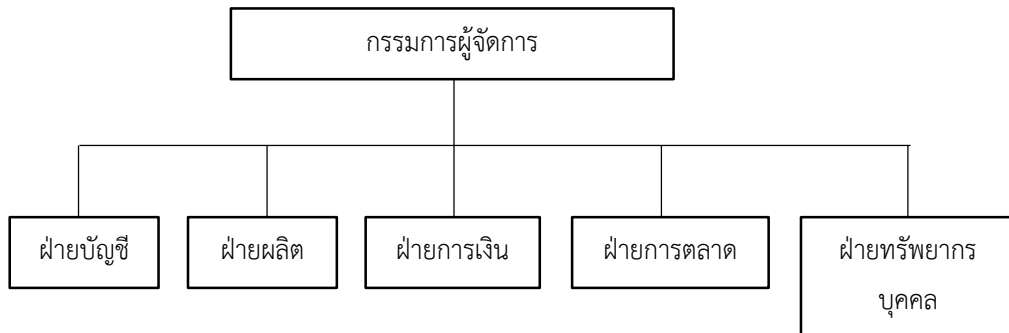 กรรมการผู้จัดการ
ฝ่ายบัญชี
ฝ่ายผลิต
ฝ่ายการเงิน
ฝ่ายการตลาด
ฝ่ายทรัพยากร
บุคคล